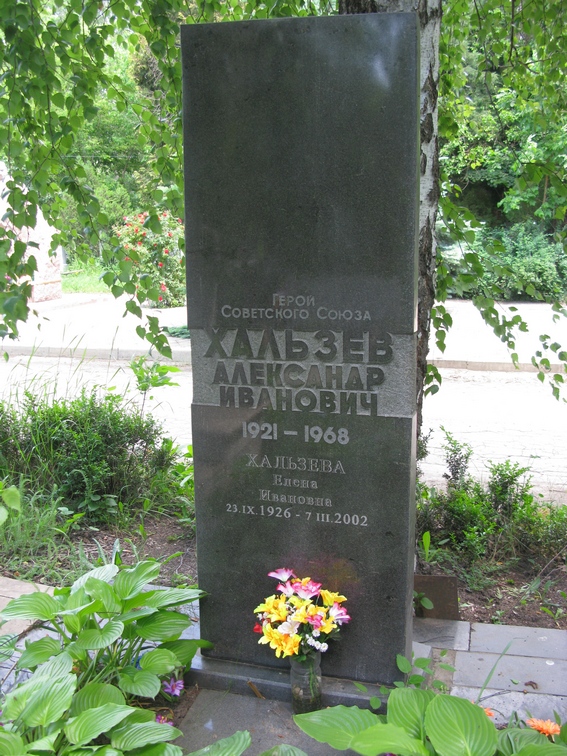 Герой
Советского Союза
ХАЛЬЗЕВ
АЛЕКСАНДР
ИВАНОВИЧ
1921 – 1968
ХАЛЬЗЕВА
Елена
Ивановна
23.IX.1926 - 7 III.2002